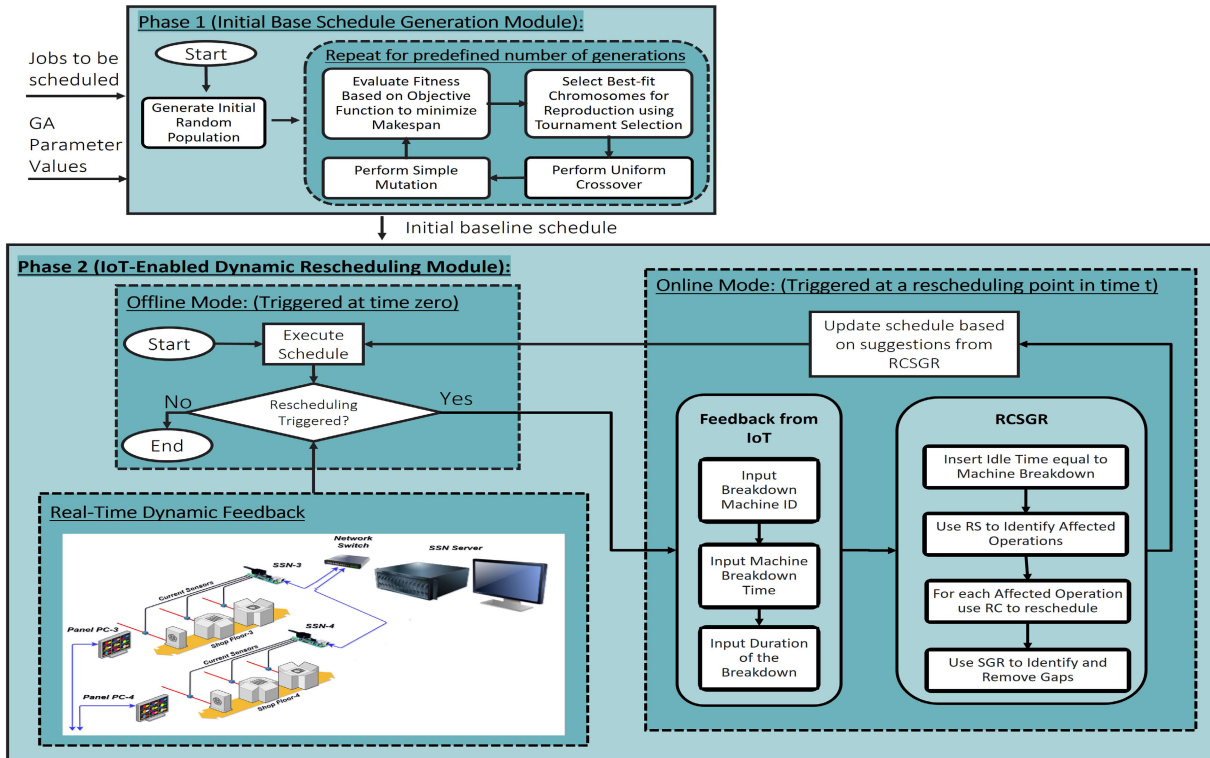 Phase 1 (Initial Base Schedule Generation Module):
Jobs to be
scheduled
GA
Parameter
Values
Start
Generate Initial
Random
Population
Repeat for predefined number of generations
Evaluate Fitness
Based on Objective
Function to minimize
Makespan
Select Best-fit
Chromosomes for
Reproduction using
Tournament Selection
Perform Simple
Mutation
Perform Uniform
Crossover
Initial baseline schedule
Phase 2 (IoT-Enabled Dynamic Rescheduling Module):
Offline Mode: (Triggered at time zero)
Start
Execute
Schedule
No
Rescheduling
Triggered?
Yes
End
Real-Time Dynamic Feedback
Network
Switch
SSN Server
SSN-3
Current Sensors
Panel PC-3
Shop Floor-3
SSN-4
Current Sensors
Panel PC-4
Shop Floor-4
Online Mode: (Triggered at a rescheduling point in time t)
Update schedule based
on suggestions from
RCSGR
Feedback from
IoT
Input
Breakdown
Machine ID
Input Machine
Breakdown
Time
Input Duration
of the
Breakdown
RCSGR
Insert Idle Time equal to
Machine Breakdown
Use RS to Identify Affected
Operations
For each Affected Operation
use RC to reschedule
Use SGR to Identify and
Remove Gaps